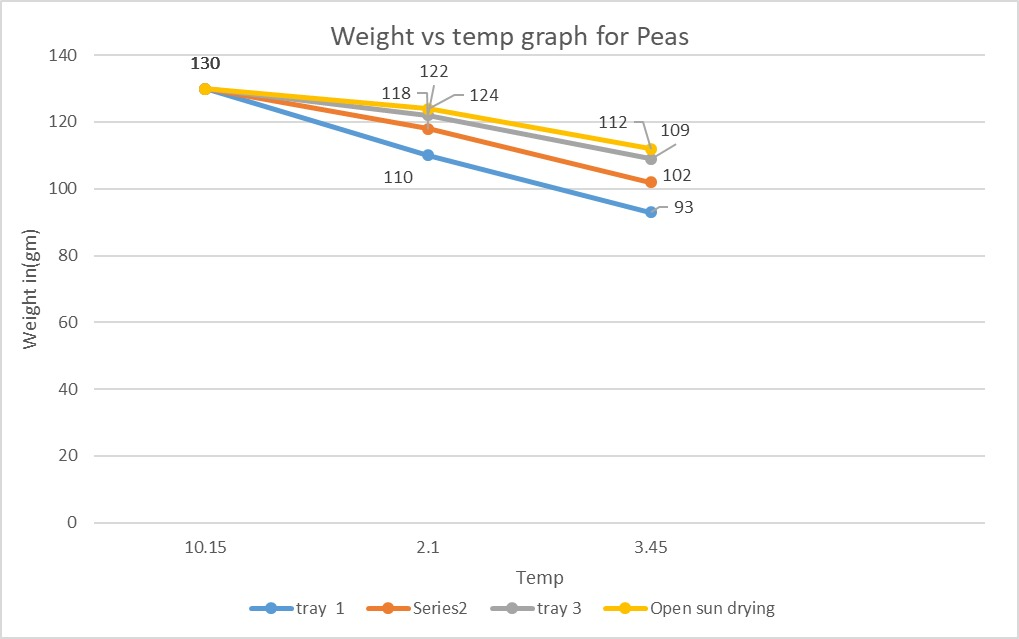 Weight vs temp graph for Peas
140
120
100
80
60
40
20
0
Weight in(gm)
130
118
122
124
110
112
109
102
93
10.15
2.1
3.45
Temp
tray 1
Series2
tray 3
Open sun drying